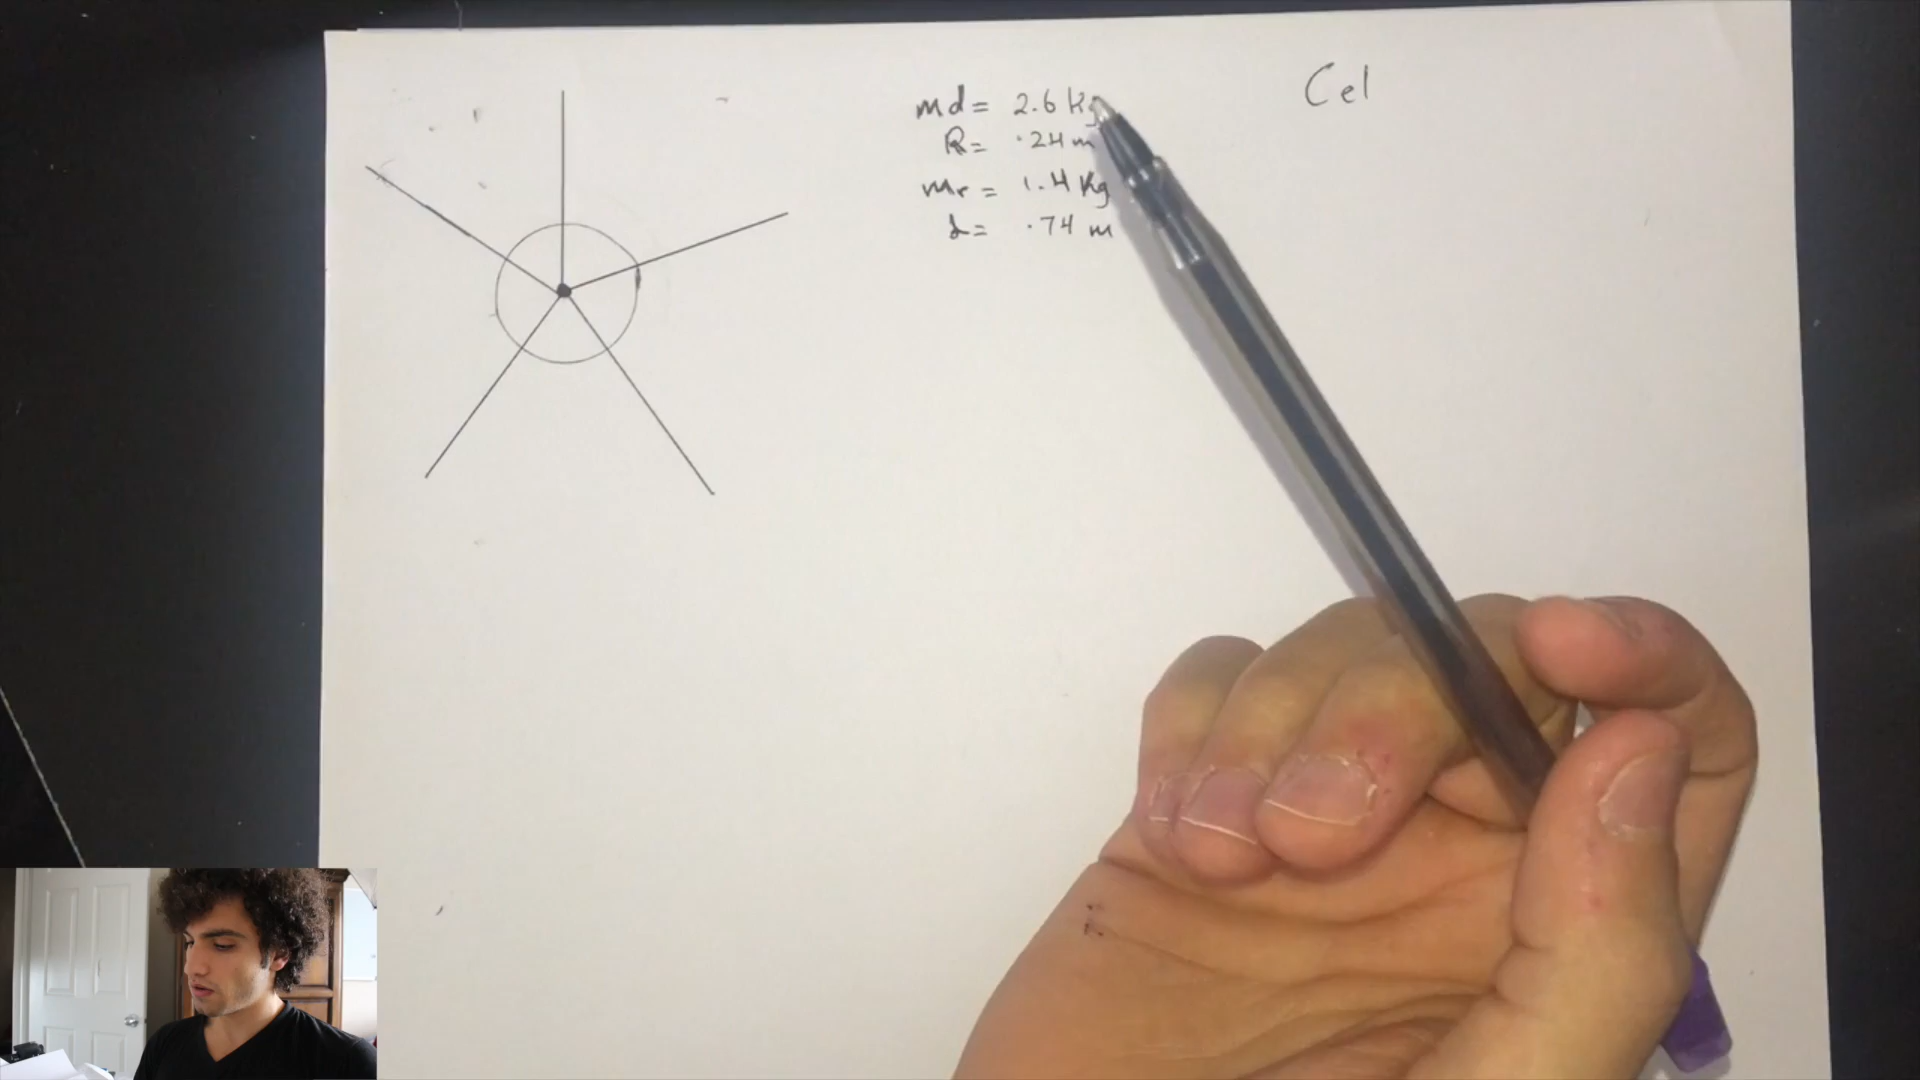 md = 2.6 Kg
R = .24 m
mr = 1.4 Kg
L = .74 m
Cel